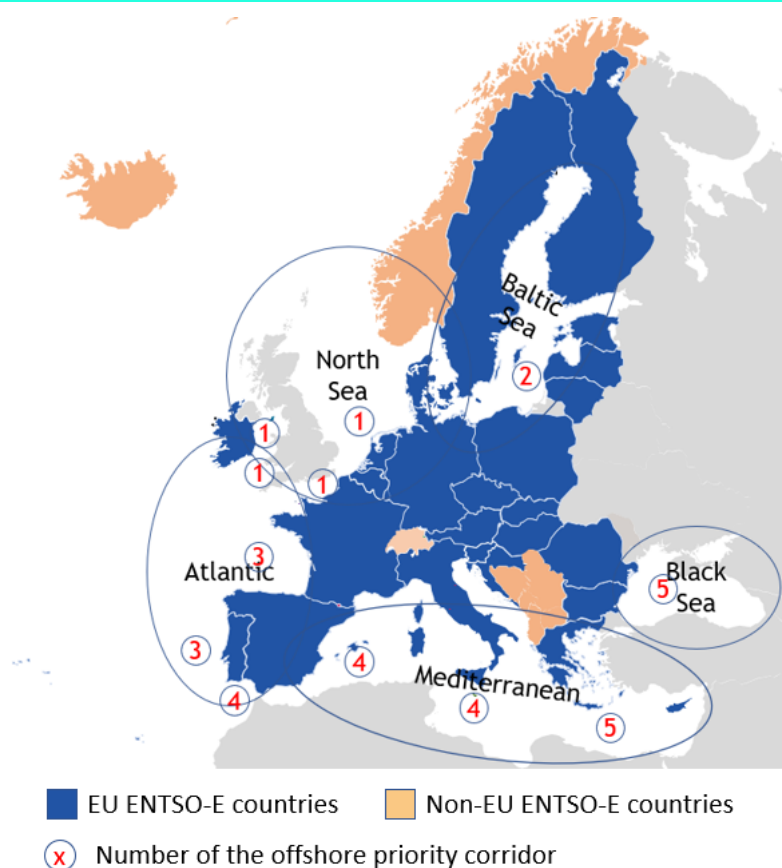 Baltic
Sea
North
Sea
2
1
1
1
1
3
Atlantic
Black
5
Sea
3
4
Mediterranean
4
4
5
EU ENTSO-E countries
Non-EU ENTSO-E countries
x Number of the offshore priority corridor